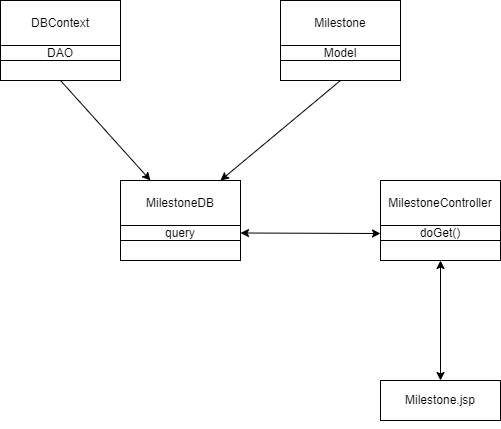 DBContext
DAO
Milestone
Model
MilestoneDB
query
MilestoneController
doGet()
Milestone.jsp